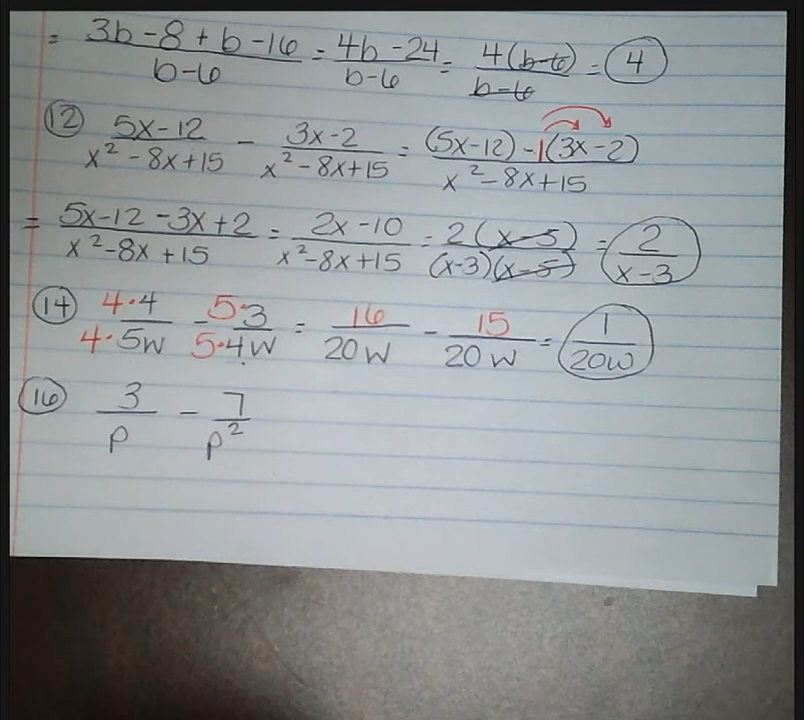 = (3b-8+b-16)/(b-6) = (4b-24)/(b-6) = 4(b-6)/(b-6) = 4
12 (5x-12)/(x²-8x+15) - (3x-2)/(x²-8x+15) = ((5x-12)-1(3x-2))/(x²-8x+15)
= (5x-12-3x+2)/(x²-8x+15) = (2x-10)/(x²-8x+15) = 2(x-5)/((x-3)(x-5)) = 2/(x-3)
14 (4·4)/(4·5w) - (5·3)/(5·4w) = 16/(20w) - 15/(20w) = 1/(20w)
16 3/p - 7/p²